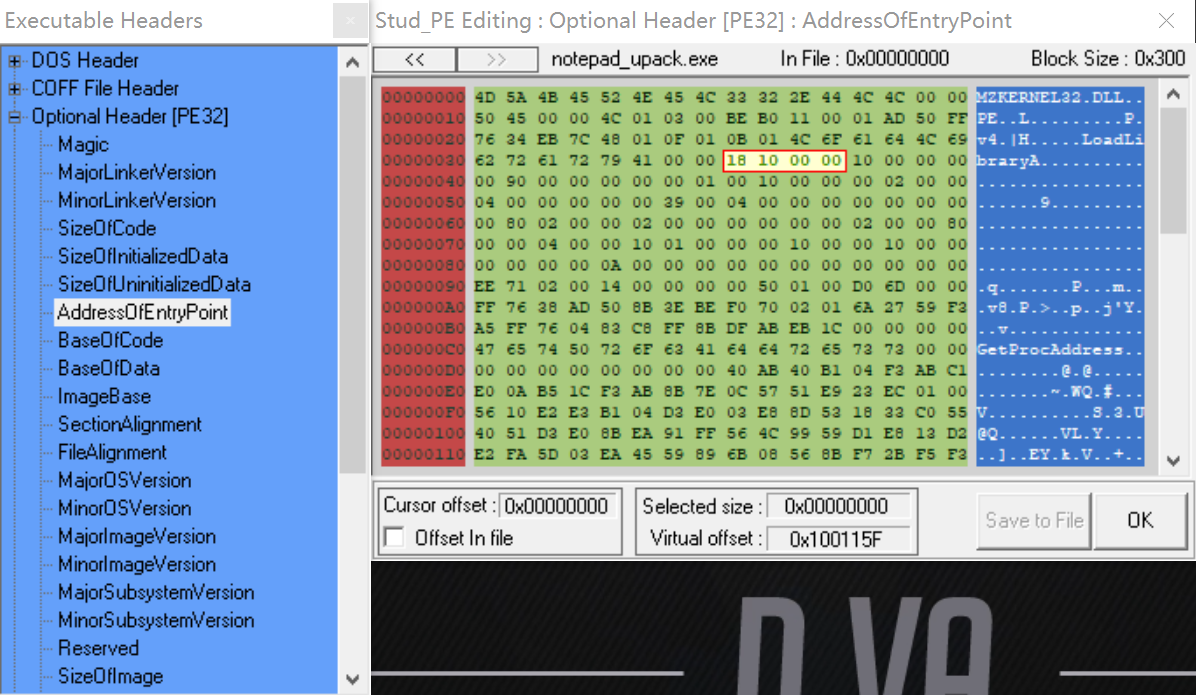 Executable Headers
DOS Header
COFF File Header
Optional Header [PE32]
Magic
MajorLinkerVersion
MinorLinkerVersion
SizeOfCode
SizeOfInitializedData
SizeOfUninitializedData
AddressOfEntryPoint
BaseOfCode
BaseOfData
ImageBase
SectionAlignment
FileAlignment
MajorOSVersion
MinorOSVersion
MajorImageVersion
MinorImageVersion
MajorSubsystemVersion
MinorSubsystemVersion
Reserved
SizeOfImage
Stud_PE Editing : Optional Header [PE32] : AddressOfEntryPoint
<< >> notepad_upack.exe In File : 0x00000000 Block Size : 0x300
00000000 4D 5A 4B 45 52 4E 45 4C 33 32 2E 44 4C 4C 00 00 MZKERNEL32.DLL..
00000010 50 45 00 00 4C 01 03 00 BE B0 11 00 01 AD 50 FF PE..L.........P.
00000020 76 34 EB 7C 48 01 0F 01 0B 01 4C 6F 61 64 4C 69 v4.|H.....LoadLi
00000030 62 72 61 72 79 41 00 00 18 10 00 00 10 00 00 00 braryA..........
00000040 00 90 00 00 00 00 00 01 00 10 00 00 00 02 00 00 ................
00000050 04 00 00 00 00 00 39 00 04 00 00 00 00 00 00 00 ......9.........
00000060 00 80 02 00 00 02 00 00 00 00 00 00 02 00 00 80 ................
00000070 00 00 04 00 00 10 01 00 00 00 10 00 00 10 00 00 ................
00000080 00 00 00 00 0A 00 00 00 00 00 00 00 00 00 00 00 ................
00000090 EE 71 02 00 14 00 00 00 00 50 01 00 D0 6D 00 00 .q.......P...m..
000000A0 FF 76 38 AD 50 8B 3E BE F0 70 02 01 6A 27 59 F3 .v8.P.>..p..j'Y.
000000B0 A5 FF 76 04 83 C8 FF 8B DF AB EB 1C 00 00 00 00 ..v.............
000000C0 47 65 74 50 72 6F 63 41 64 64 72 65 73 73 00 00 GetProcAddress..
000000D0 00 00 00 00 00 00 00 00 40 AB 40 B1 04 F3 AB C1 ........@.@.....
000000E0 E0 0A B5 1C F3 AB 8B 7E 0C 57 51 E9 23 EC 01 00 .......~.WQ.#...
000000F0 56 10 E2 E3 B1 04 D3 E0 03 E8 8D 53 18 33 C0 55 V..........S.3.U
00000100 40 51 D3 E0 8B EA 91 FF 56 4C 99 59 D1 E8 13 D2 @Q......VL.Y....
00000110 E2 FA 5D 03 EA 45 59 89 6B 08 56 8B F7 2B F5 F3 ..]..EY.k.V..+..
Cursor offset : 0x00000000
Offset In file
Selected size : 0x00000000
Virtual offset : 0x100115F
Save to File
OK
D.VA